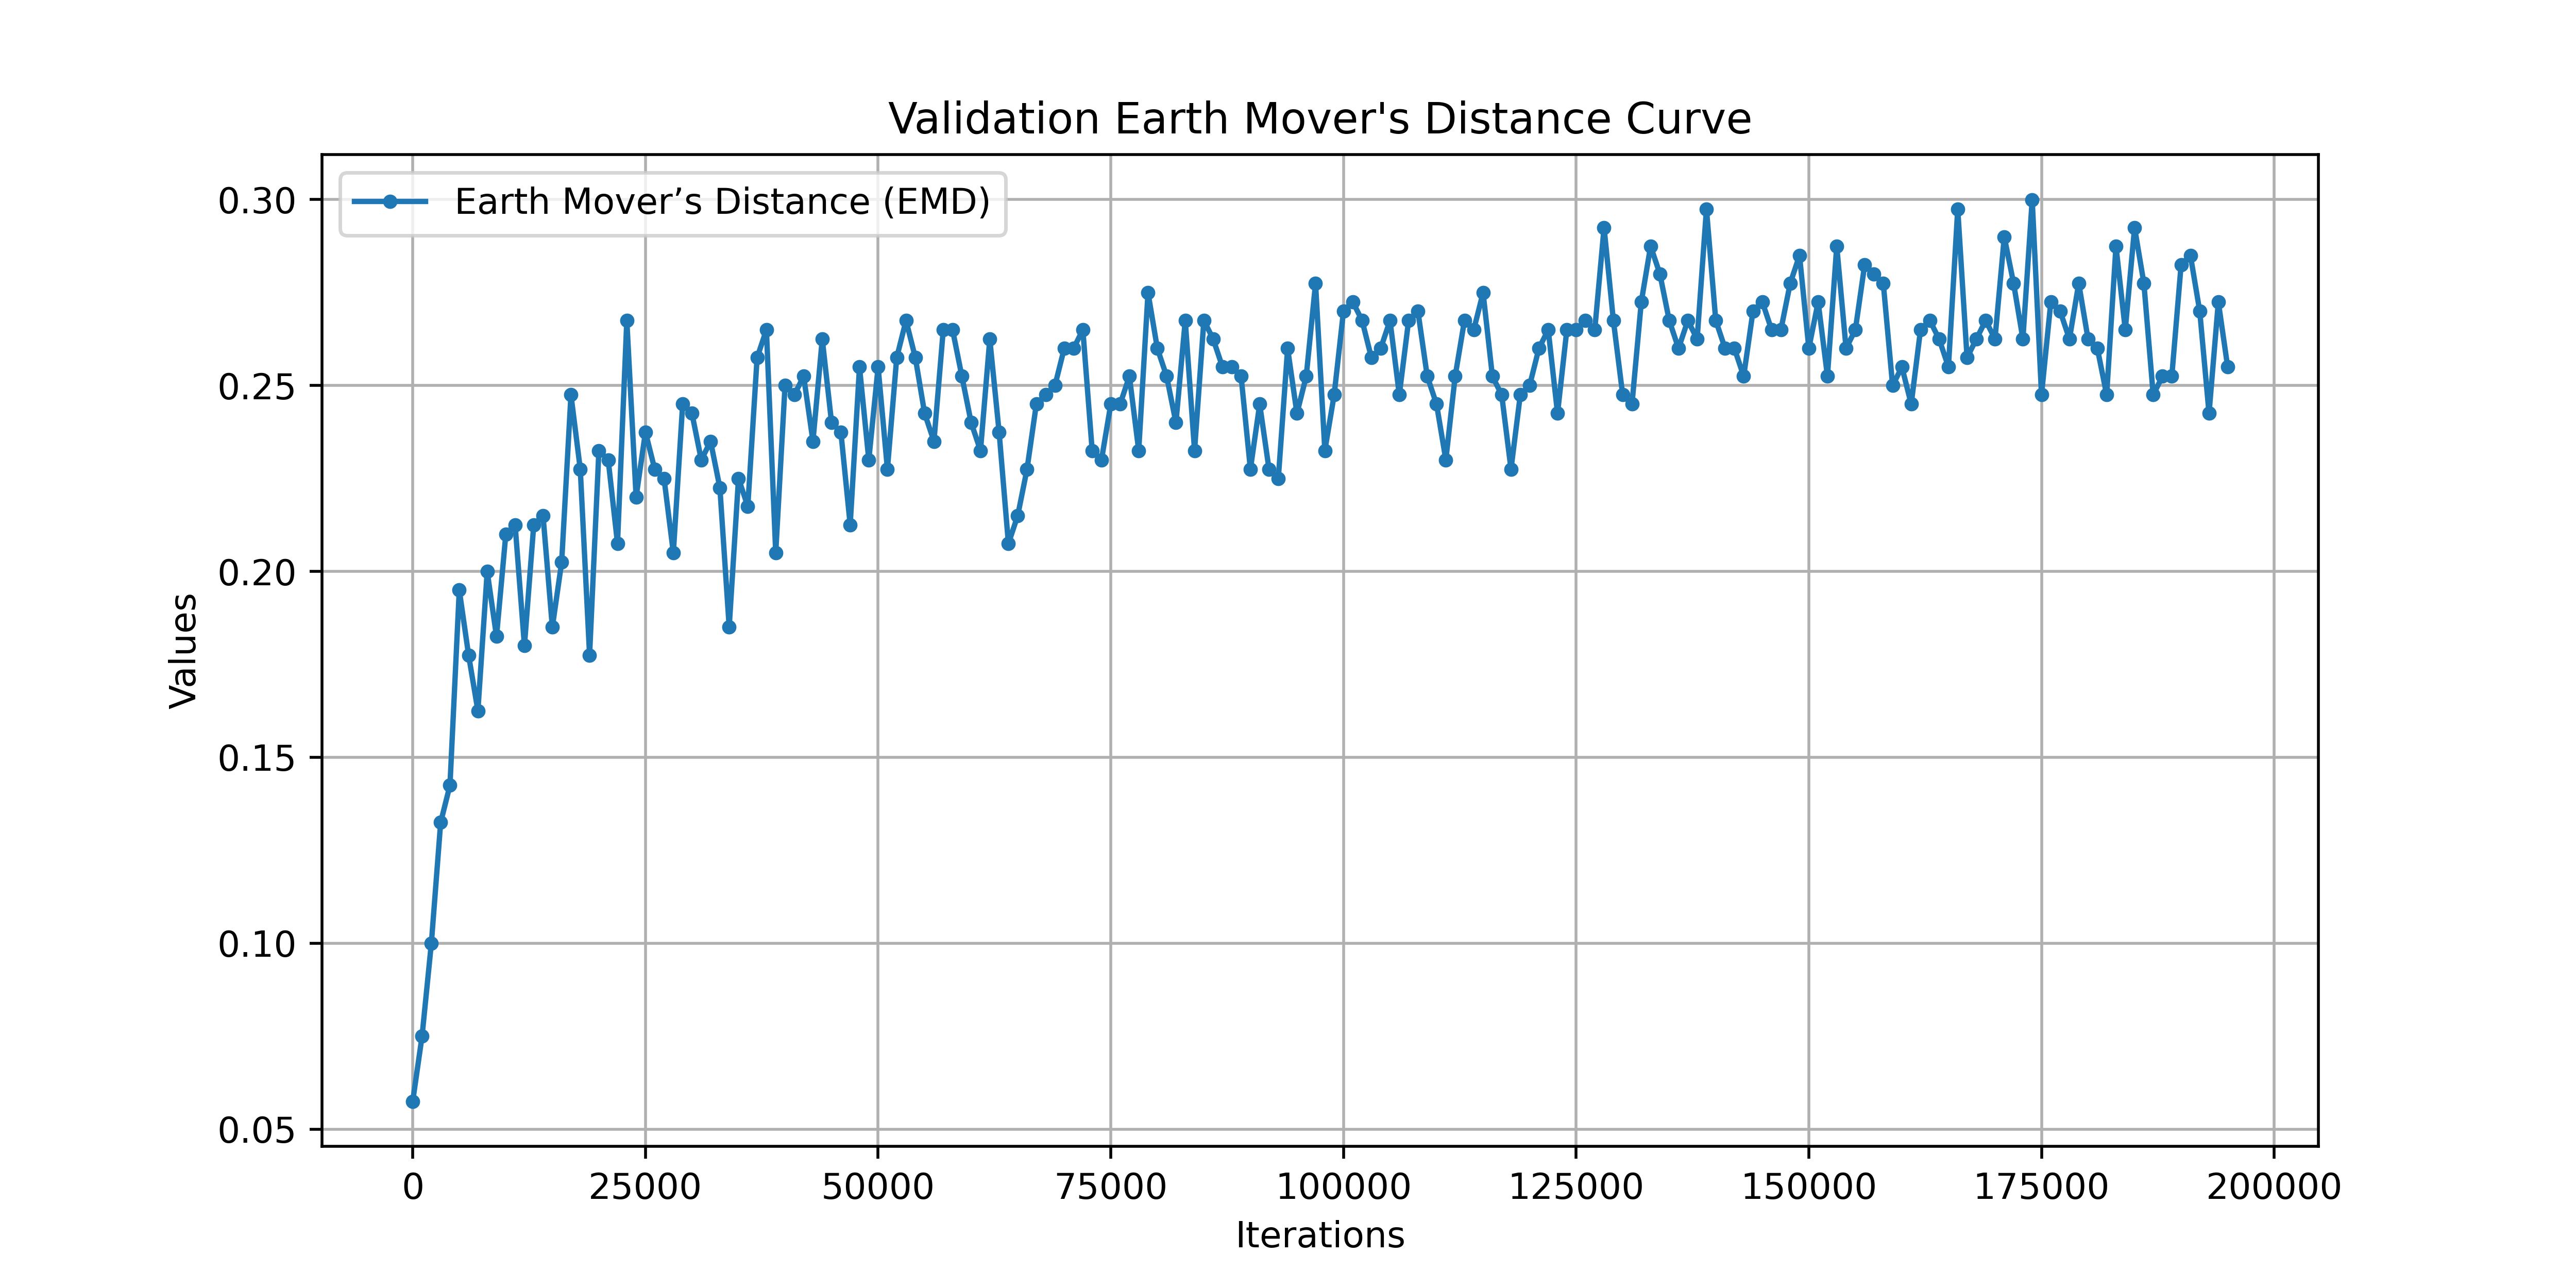 Validation Earth Mover's Distance Curve
Earth Mover’s Distance (EMD)
Values
0.30
0.25
0.20
0.15
0.10
0.05
0 25000 50000 75000 100000 125000 150000 175000 200000
Iterations